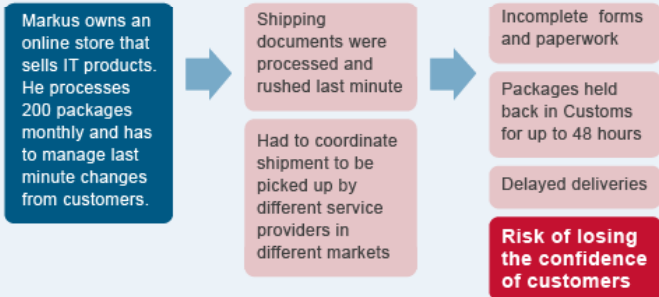 Markus owns an
online store that
sells IT products.
He processes
200 packages
monthly and has
to manage last
minute changes
from customers.
Shipping
documents were
processed and
rushed last minute
Had to coordinate
shipment to be
picked up by
different service
providers in
different markets
Incomplete forms
and paperwork
Packages held
back in Customs
for up to 48 hours
Delayed deliveries
Risk of losing
the confidence
of customers